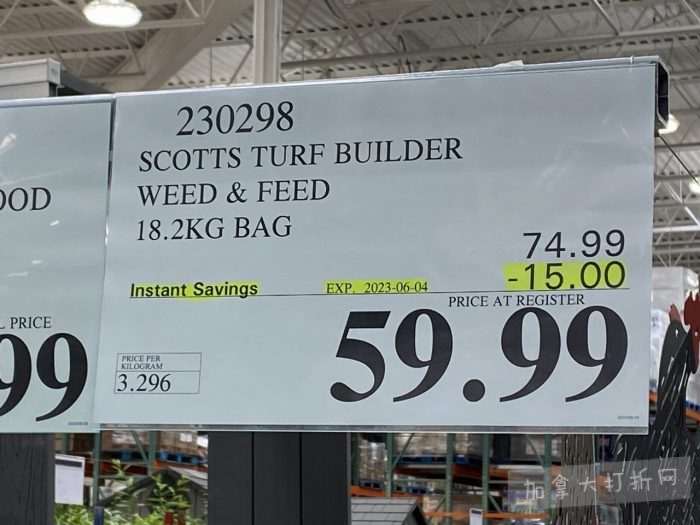 230298
SCOTTS TURF BUILDER
WEED & FEED
18.2KG BAG
74.99
-15.00
Instant Savings EXP. 2023-06-04
PRICE AT REGISTER
59.99
PRICE PER
KILOGRAM
3.296
OOD
L PRICE
99
加拿大打折网